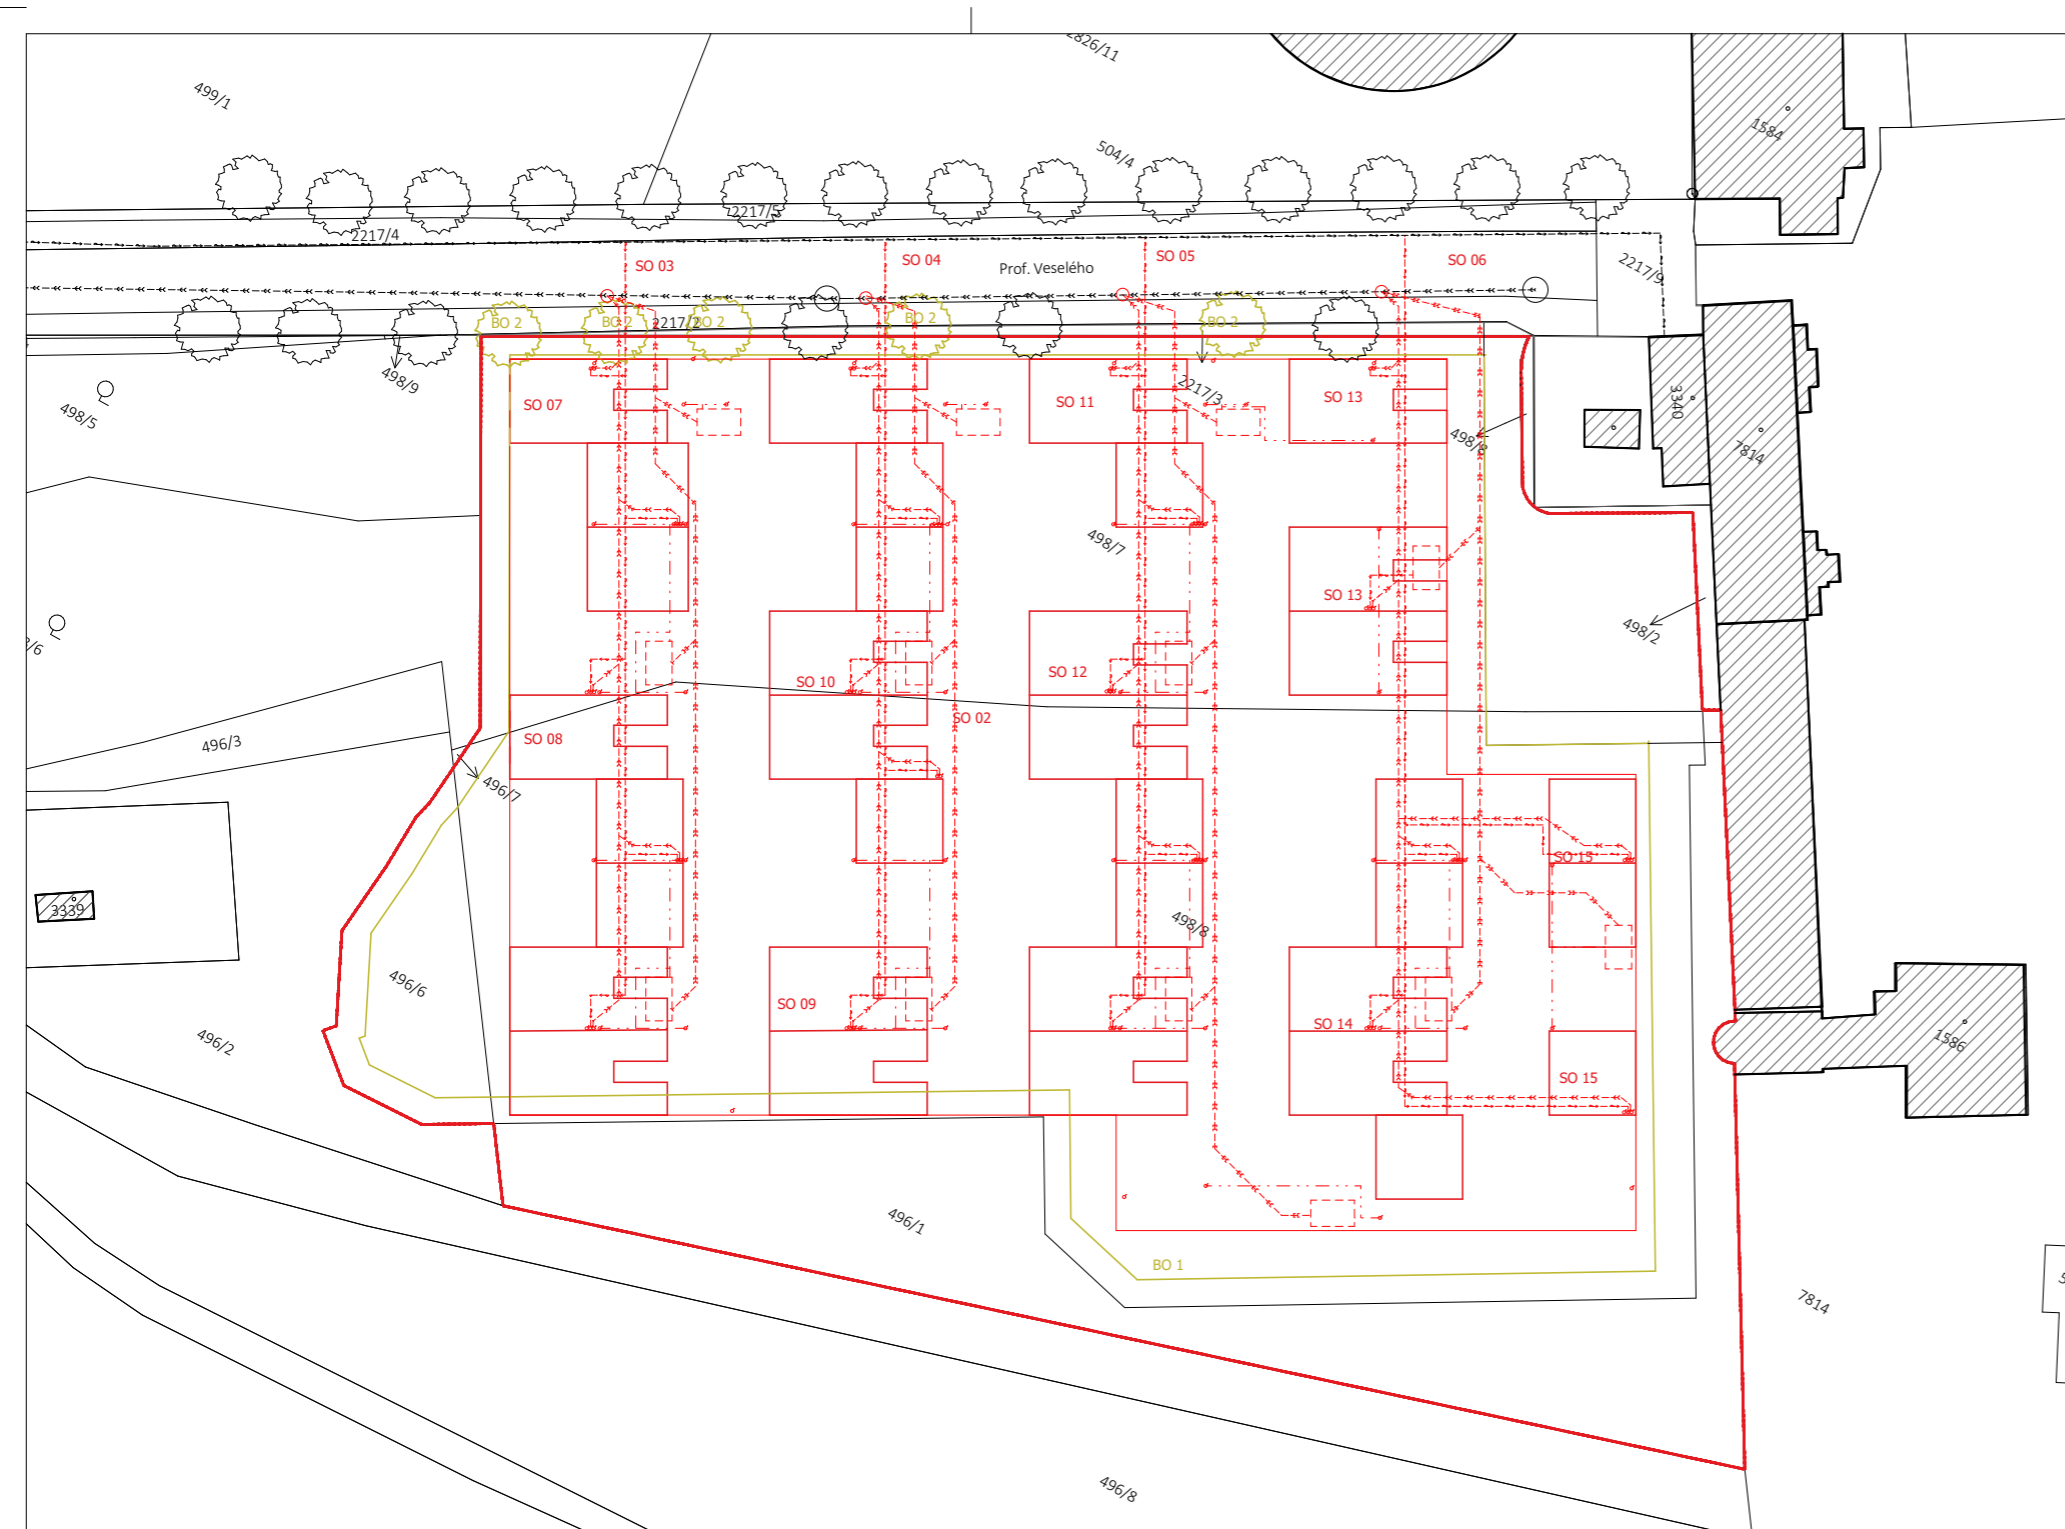 2826/11
499/1
1584
504/4
2217/5
2217/4
SO 03
SO 04
SO 05
SO 06
Prof. Veselého
2217/9
BO 2
BO 2
2217/2
BO 2
BO 2
BO 2
498/9
498/5
2217/3
SO 07
SO 11
SO 13
3340
498/3
7814
498/7
SO 13
498/2
SO 10
SO 12
SO 02
SO 08
496/3
496/7
SO 15
3339
498/8
496/6
SO 09
SO 14
496/2
1586
SO 15
496/1
BO 1
7814
496/8